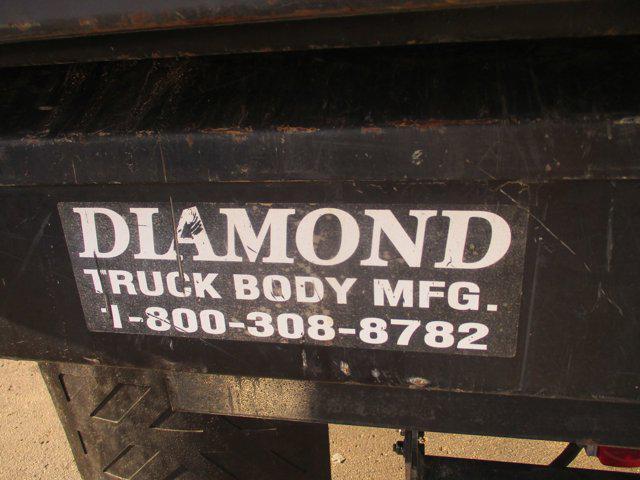 DIAMOND
TRUCK BODY MFG.
1-800-308-8782